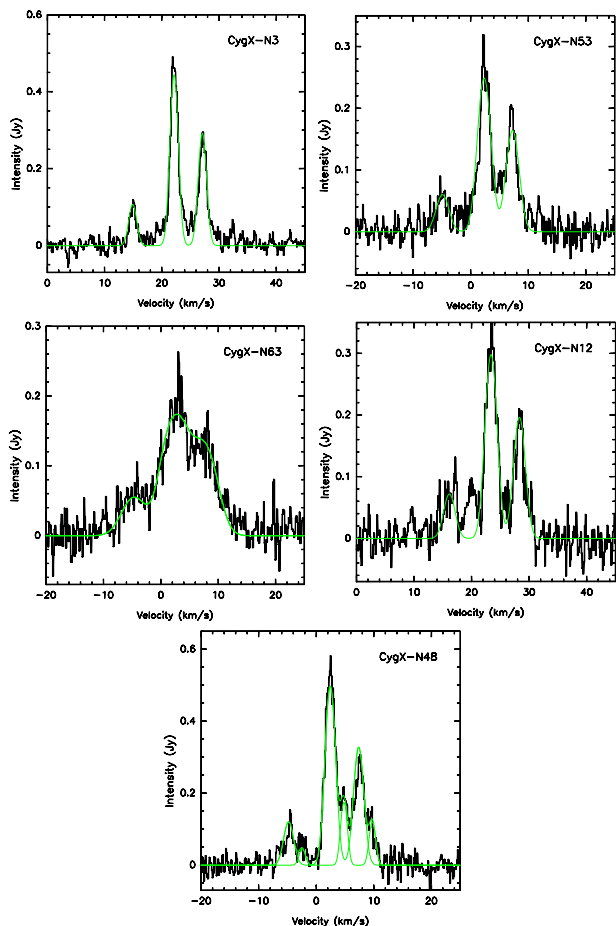 CygX-N3
Intensity (Jy)
0.6
0.4
0.2
0
0 10 20 30 40
Velocity (km/s)
CygX-N53
Intensity (Jy)
0.3
0.2
0.1
0
-20 -10 0 10 20
Velocity (km/s)
CygX-N63
Intensity (Jy)
0.3
0.2
0.1
0
-20 -10 0 10 20
Velocity (km/s)
CygX-N12
Intensity (Jy)
0.3
0.2
0.1
0
0 10 20 30 40
Velocity (km/s)
CygX-N48
Intensity (Jy)
0.6
0.4
0.2
0
-20 -10 0 10 20
Velocity (km/s)